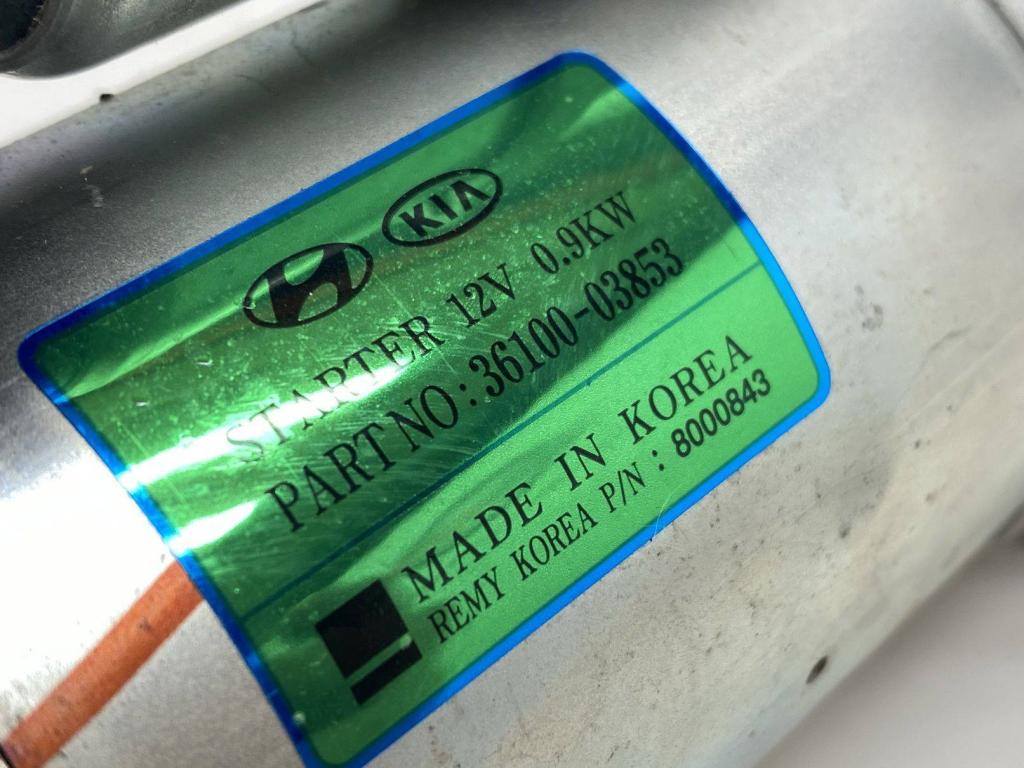 KIA
STARTER 12V 0.9KW
PART NO : 36100-03853
MADE IN KOREA
REMY KOREA P/N : 8000843